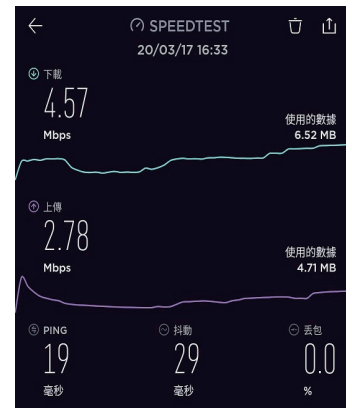 SPEEDTEST
20/03/17 16:33
下載
4.57
Mbps
使用的數據
6.52 MB
上傳
2.78
Mbps
使用的數據
4.71 MB
PING
19
毫秒
抖動
29
毫秒
丟包
0.0
%